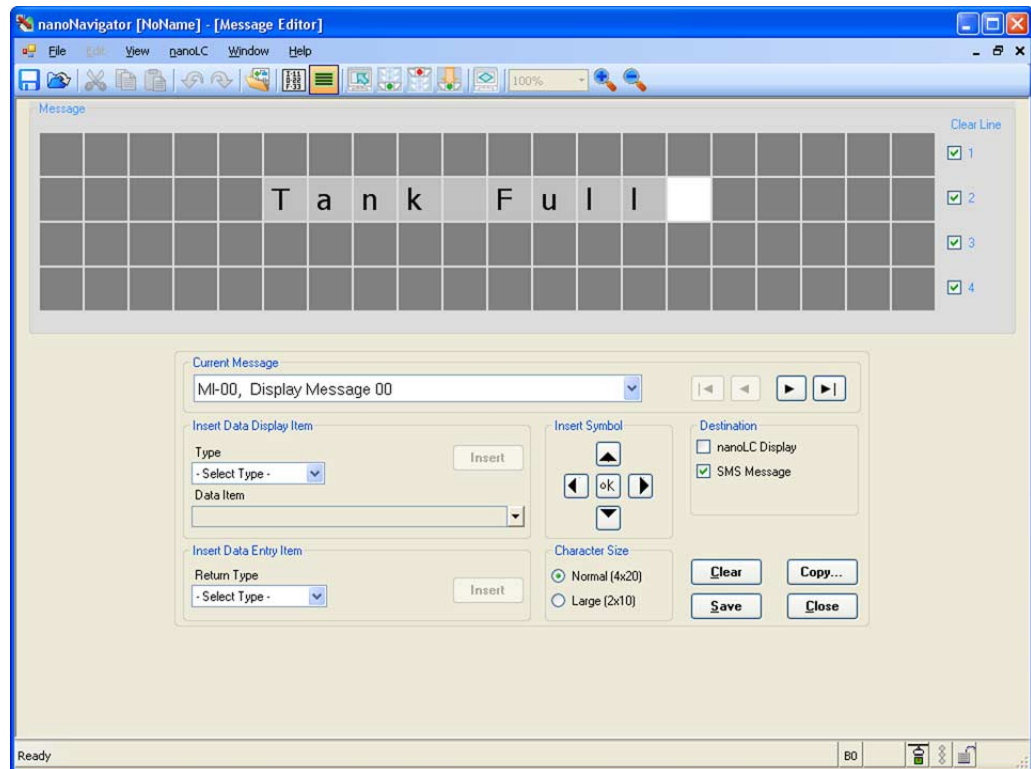 nanoNavigator [NoName] - [Message Editor]
File Edit View nanoLC Window Help
100%
Message
Clear Line
1
Tank Full
2
3
4
Current Message
MI-00, Display Message 00
Insert Data Display Item
Type
- Select Type -
Insert
Data Item
Insert Symbol
oK
Destination
nanoLC Display
SMS Message
Insert Data Entry Item
Return Type
- Select Type -
Insert
Character Size
Normal (4x20)
Large (2x10)
Clear
Copy...
Save
Close
Ready
B0